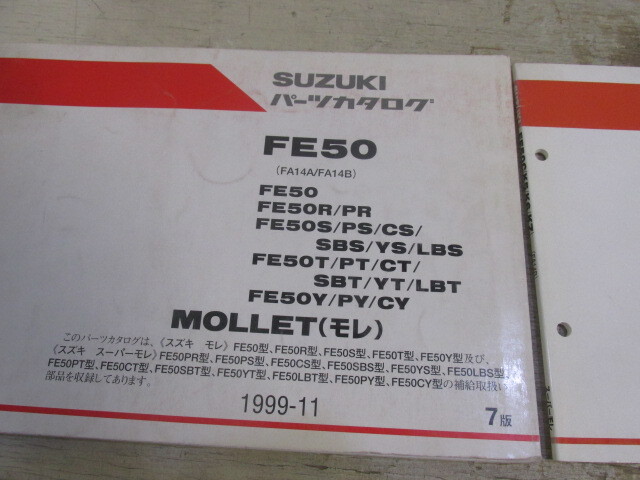 SUZUKI
パーツカタログ
FE50
(FA14A/FA14B)
FE50
FE50R/PR
FE50S/PS/CS/
SBS/YS/LBS
FE50T/PT/CT/
SBT/YT/LBT
FE50Y/PY/CY
MOLLET(モレ)
このパーツカタログは、《スズキ モレ》FE50型、FE50R型、FE50S型、FE50T型、FE50Y型及び、
《スズキ スーパーモレ》FE50PR型、FE50PS型、FE50CS型、FE50SBS型、FE50YS型、FE50LBS型、
FE50PT型、FE50CT型、FE50SBT型、FE50YT型、FE50LBT型、FE50PY型、FE50CY型の補給取扱い
部品を収録してあります。
1999-11
7版